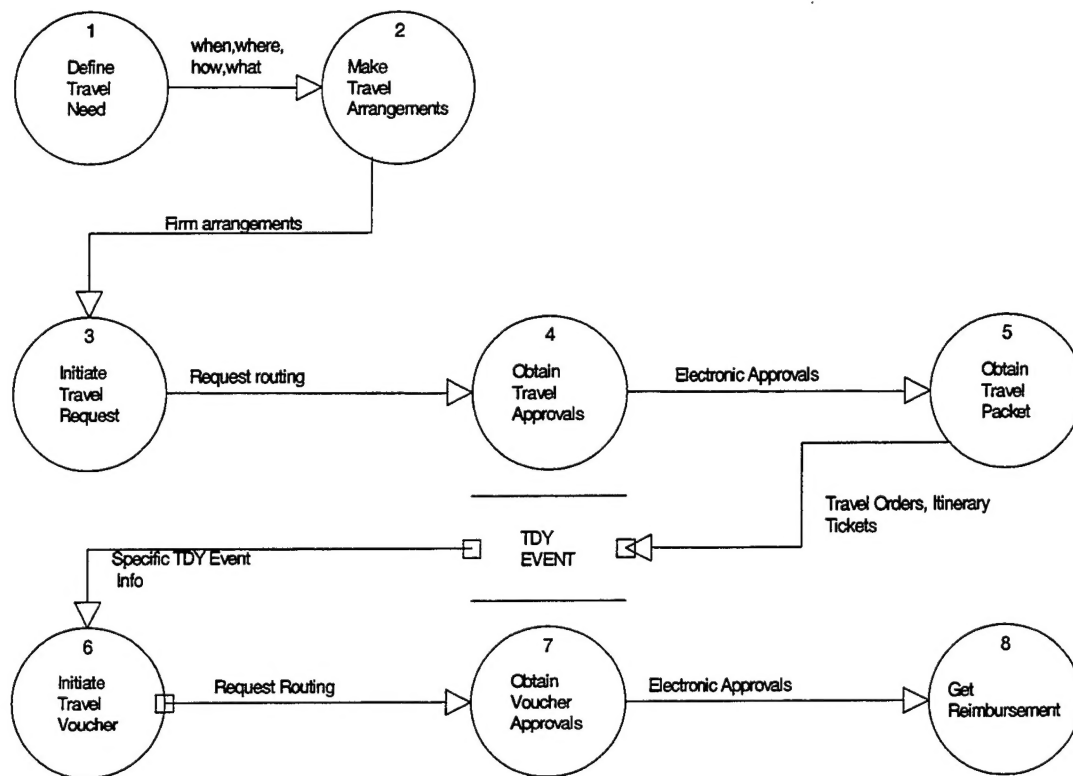 1
Define
Travel
Need
when,where,
how,what
2
Make
Travel
Arrangements
Firm arrangements
3
Initiate
Travel
Request
Request routing
4
Obtain
Travel
Approvals
Electronic Approvals
5
Obtain
Travel
Packet
Travel Orders, Itinerary
Tickets
TDY
EVENT
Specific TDY Event
Info
6
Initiate
Travel
Voucher
Request Routing
7
Obtain
Voucher
Approvals
Electronic Approvals
8
Get
Reimbursement